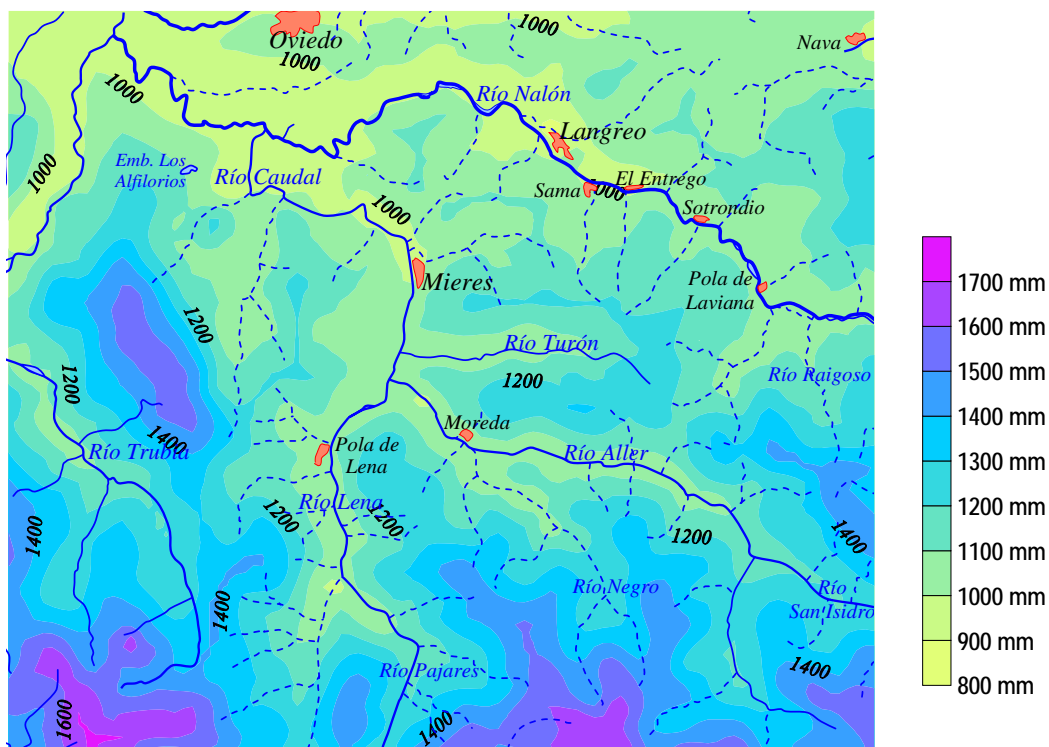 1000
Oviedo
Nava
1000
1000
Río Nalón
Langreo
1000
Emb. Los
Alfilorios
Río Caudal
El Entrego
Sama
1000
1000
Sotrondio
Mieres
Pola de
Laviana
1700 mm
1200
1600 mm
Río Turón
1500 mm
1200
1200
Río Raigoso
1400 mm
Moreda
1400
Río Trubia
Pola de
Lena
Río Aller
1300 mm
Río Lena
1200
1200
1200 mm
1400
1200
1400
1100 mm
Río Negro
Río
San Isidro
1400
1000 mm
900 mm
Río Pajares
1400
800 mm
1600
1400